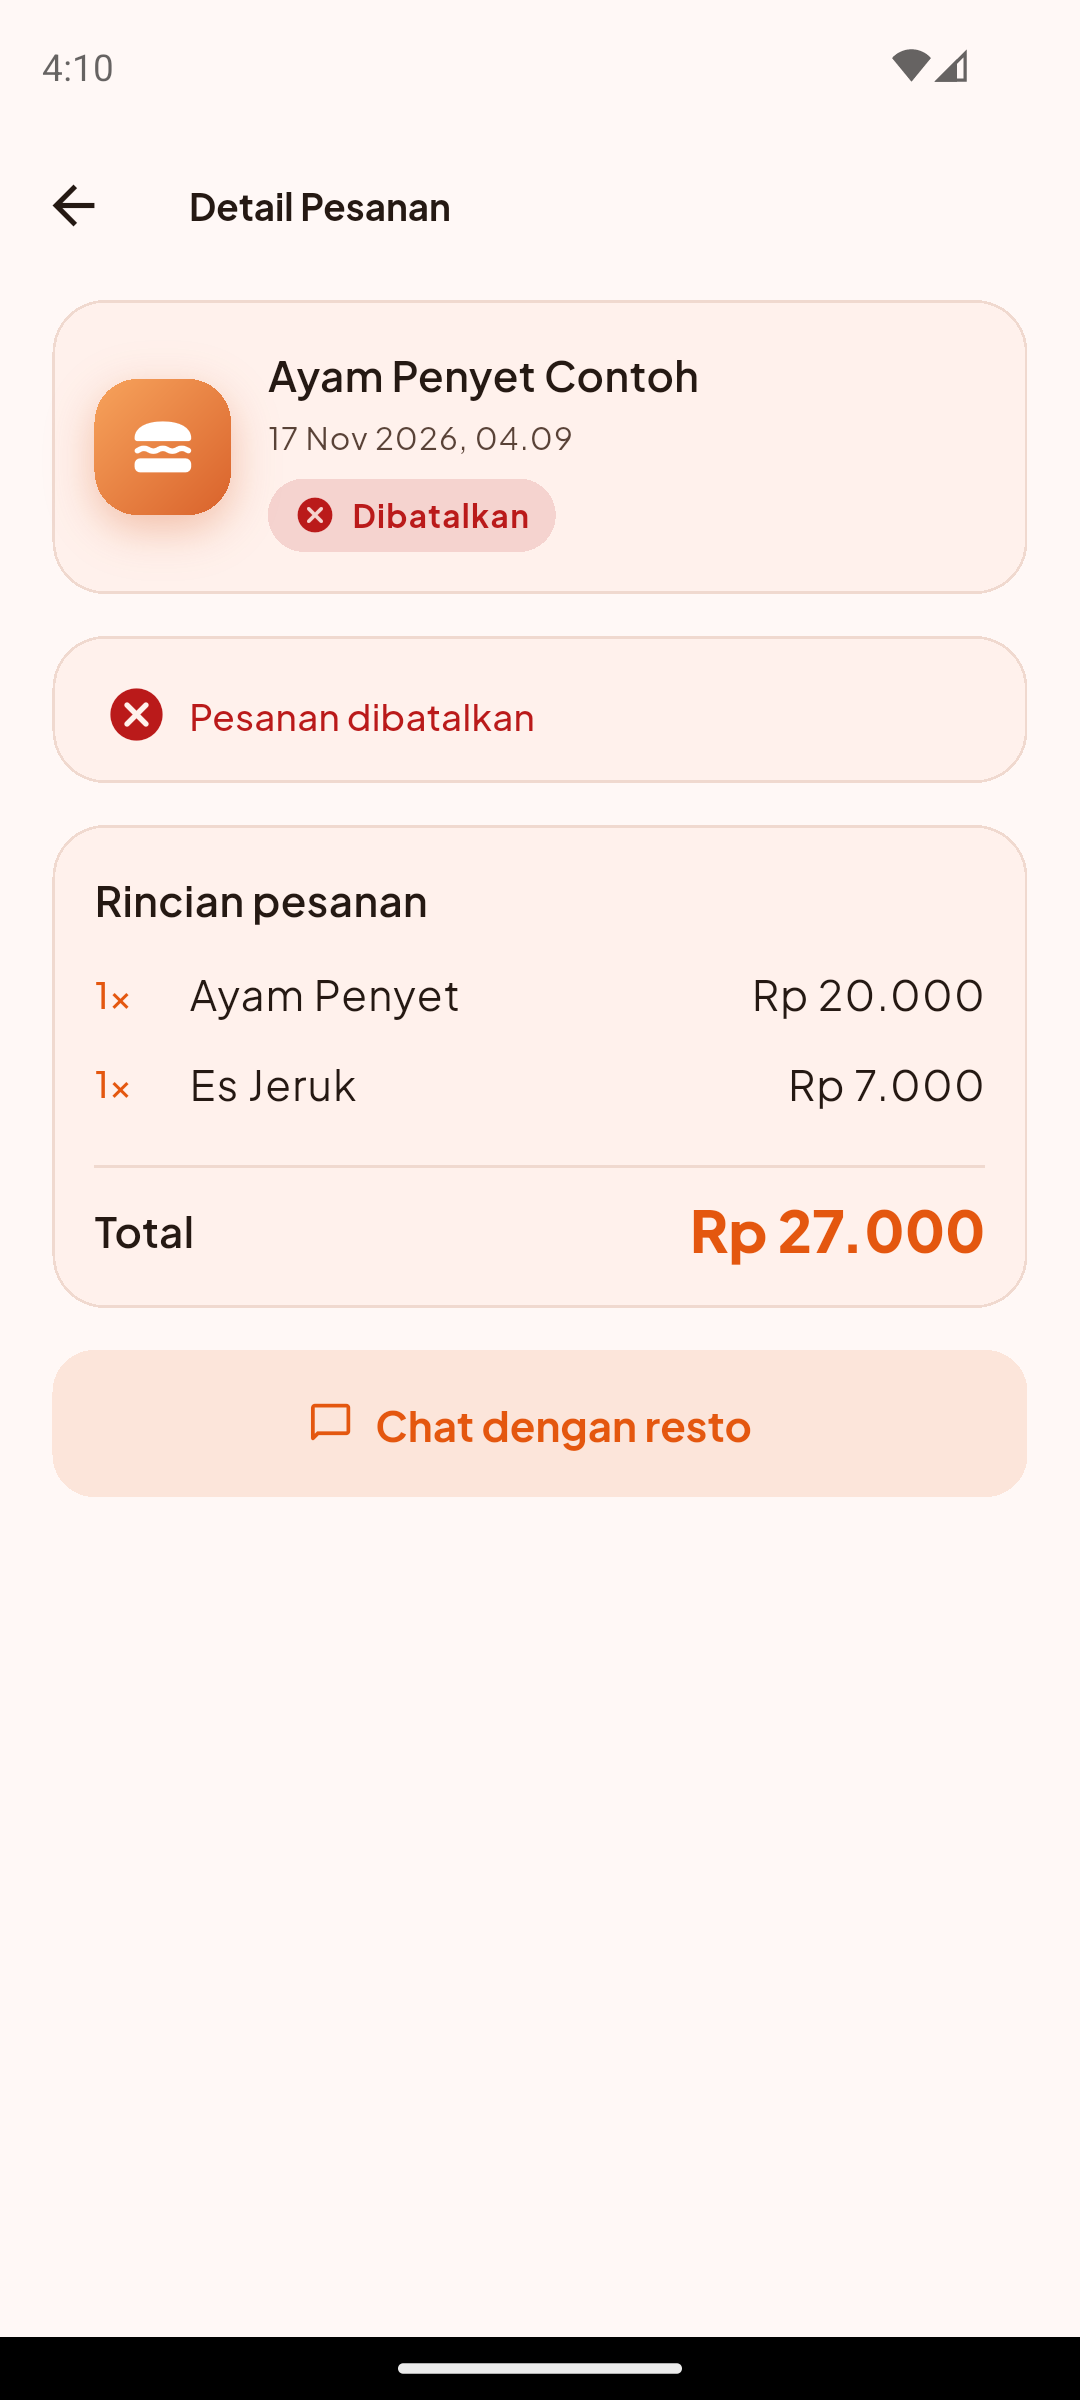 4:10
Detail Pesanan
Ayam Penyet Contoh
17 Nov 2026, 04.09
Dibatalkan
Pesanan dibatalkan
Rincian pesanan
1× Ayam Penyet Rp 20.000
1× Es Jeruk Rp 7.000
Total Rp 27.000
Chat dengan resto